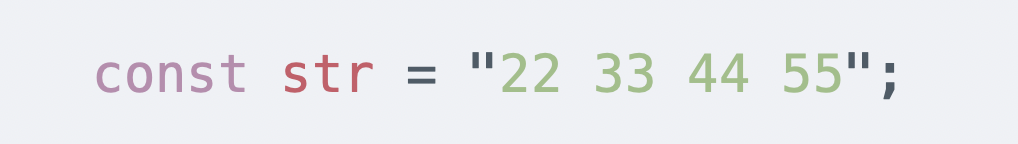 const str = "22 33 44 55";